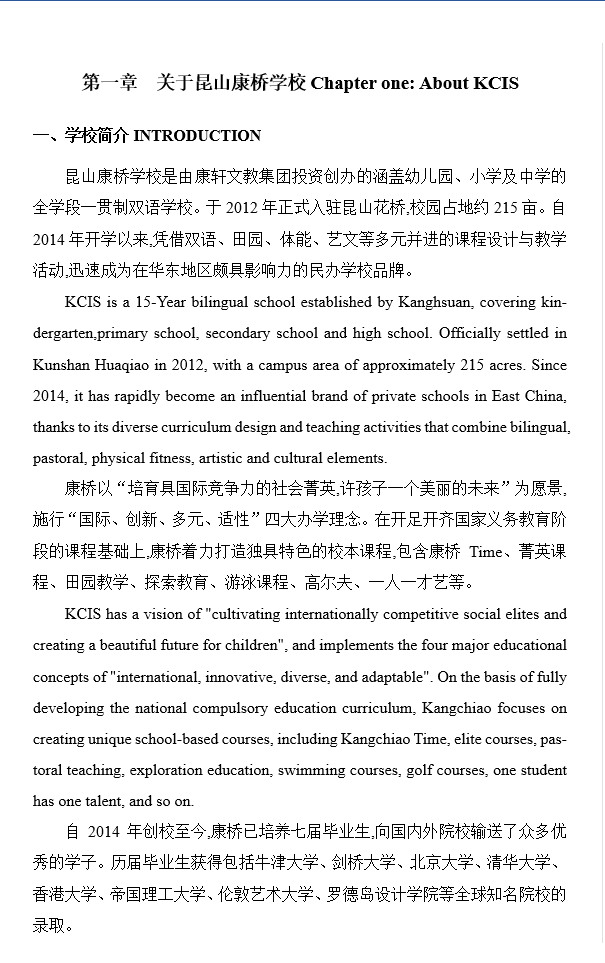 第一章　关于昆山康桥学校 Chapter one: About KCIS
一、学校简介 INTRODUCTION
昆山康桥学校是由康轩文教集团投资创办的涵盖幼儿园、小学及中学的
全学段一贯制双语学校。于 2012 年正式入驻昆山花桥,校园占地约 215 亩。自
2014 年开学以来,凭借双语、田园、体能、艺文等多元并进的课程设计与教学
活动,迅速成为在华东地区颇具影响力的民办学校品牌。
KCIS is a 15-Year bilingual school established by Kanghsuan, covering kin-
dergarten,primary school, secondary school and high school. Officially settled in
Kunshan Huaqiao in 2012, with a campus area of approximately 215 acres. Since
2014, it has rapidly become an influential brand of private schools in East China,
thanks to its diverse curriculum design and teaching activities that combine bilingual,
pastoral, physical fitness, artistic and cultural elements.
康桥以“培育具国际竞争力的社会菁英,许孩子一个美丽的未来”为愿景,
施行“国际、创新、多元、适性”四大办学理念。在开足开齐国家义务教育阶
段的课程基础上,康桥着力打造独具特色的校本课程,包含康桥 Time、菁英课
程、田园教学、探索教育、游泳课程、高尔夫、一人一才艺等。
KCIS has a vision of "cultivating internationally competitive social elites and
creating a beautiful future for children", and implements the four major educational
concepts of "international, innovative, diverse, and adaptable". On the basis of fully
developing the national compulsory education curriculum, Kangchiao focuses on
creating unique school-based courses, including Kangchiao Time, elite courses, pas-
toral teaching, exploration education, swimming courses, golf courses, one student
has one talent, and so on.
自 2014 年创校至今,康桥已培养七届毕业生,向国内外院校输送了众多优
秀的学子。历届毕业生获得包括牛津大学、剑桥大学、北京大学、清华大学、
香港大学、帝国理工大学、伦敦艺术大学、罗德岛设计学院等全球知名院校的
录取。